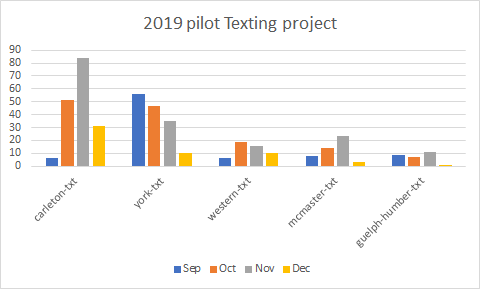 2019 pilot Texting project
90
80
70
60
50
40
30
20
10
0
carleton-txt
york-txt
western-txt
mcmaster-txt
guelph-humber-txt
Sep Oct Nov Dec